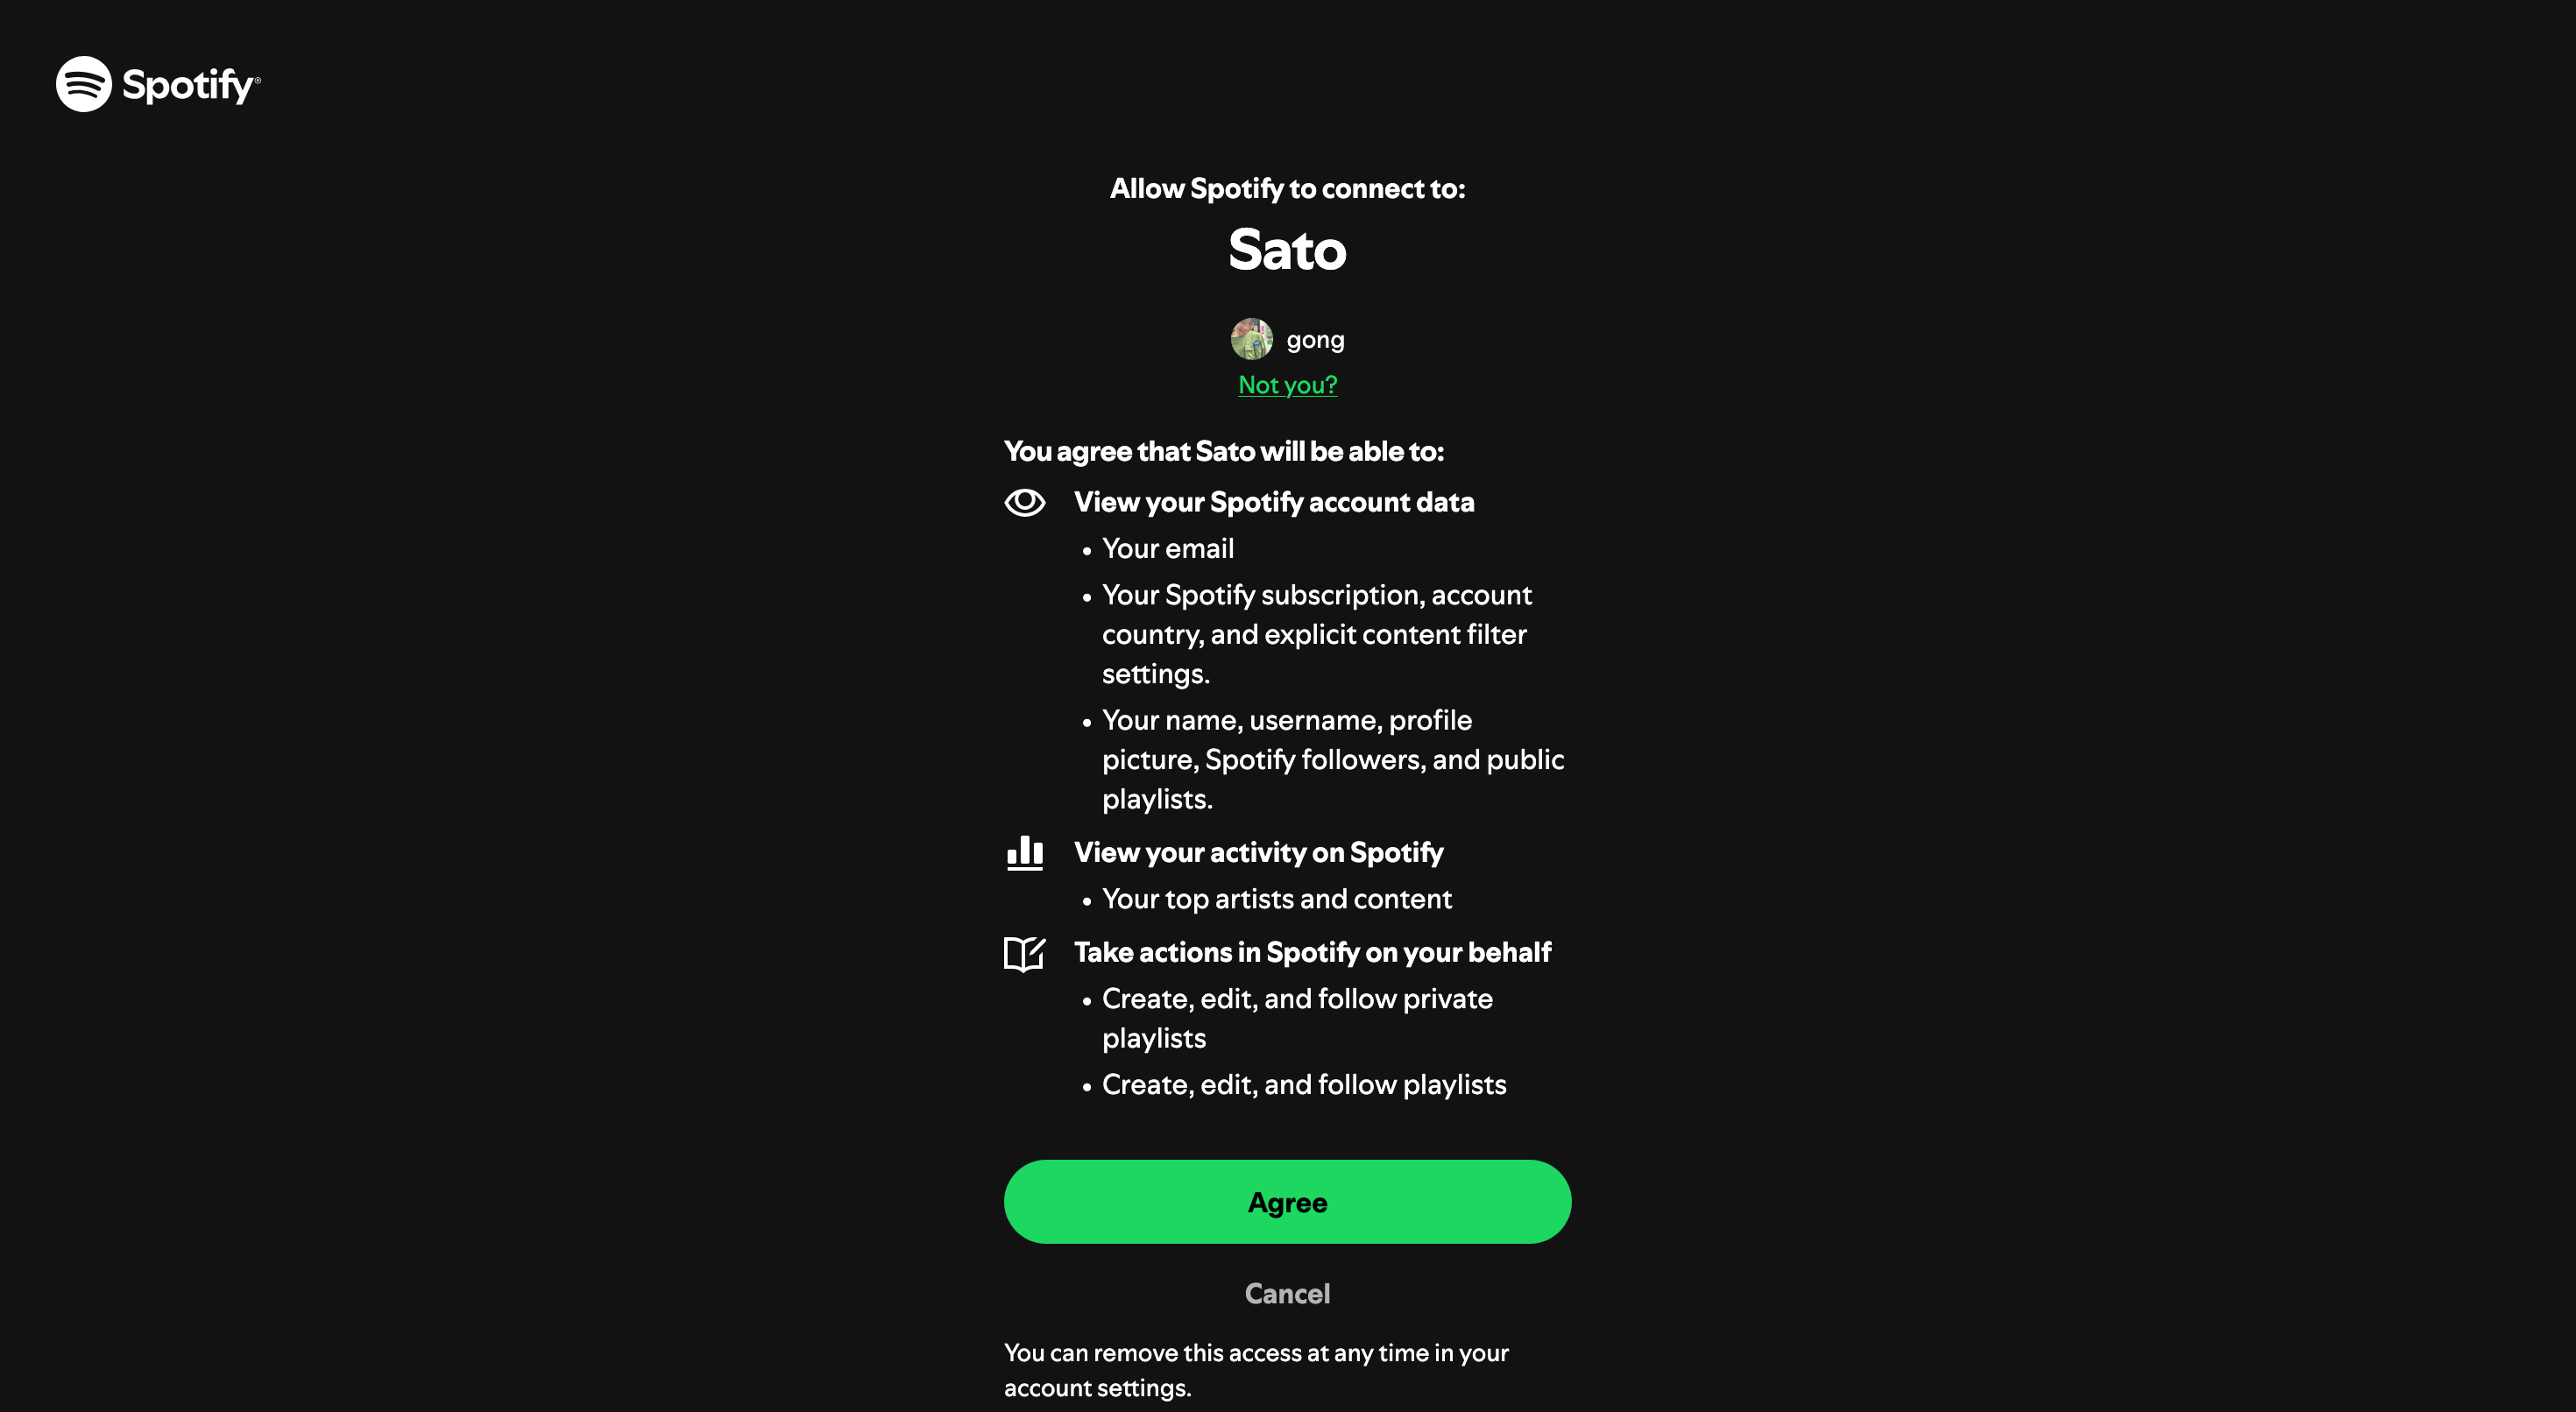 Spotify®
Allow Spotify to connect to:
Sato
gong
Not you?
You agree that Sato will be able to:
View your Spotify account data
• Your email
• Your Spotify subscription, account
country, and explicit content filter
settings.
• Your name, username, profile
picture, Spotify followers, and public
playlists.
View your activity on Spotify
• Your top artists and content
Take actions in Spotify on your behalf
• Create, edit, and follow private
playlists
• Create, edit, and follow playlists
Agree
Cancel
You can remove this access at any time in your
account settings.